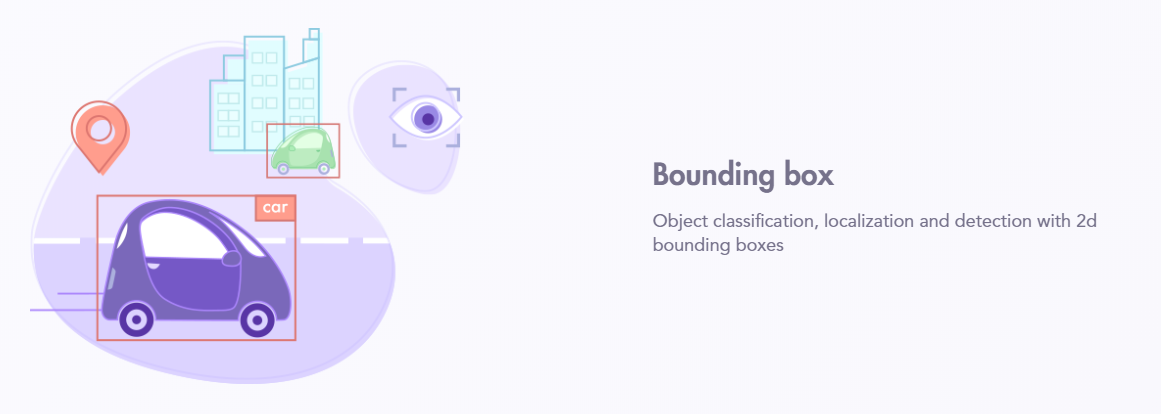 car
Bounding box
Object classification, localization and detection with 2d
bounding boxes